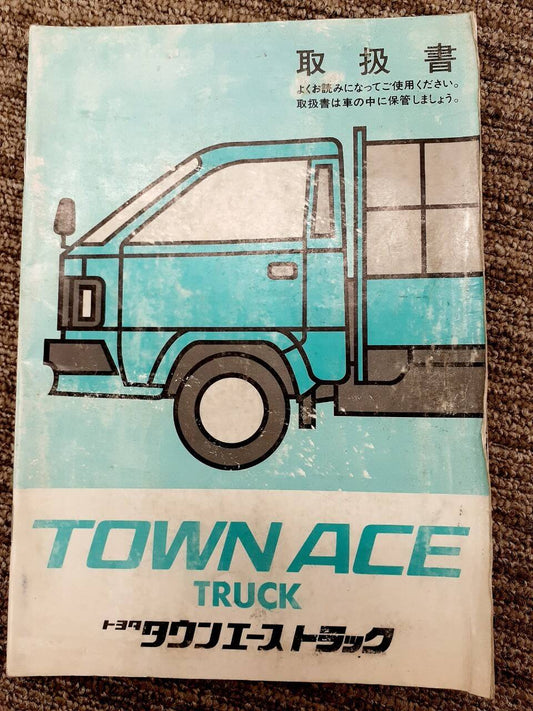 取扱書
よくお読みになってご使用ください。
取扱書は車の中に保管しましょう。
TOWN ACE
TRUCK
トヨタ タウンエーストラック